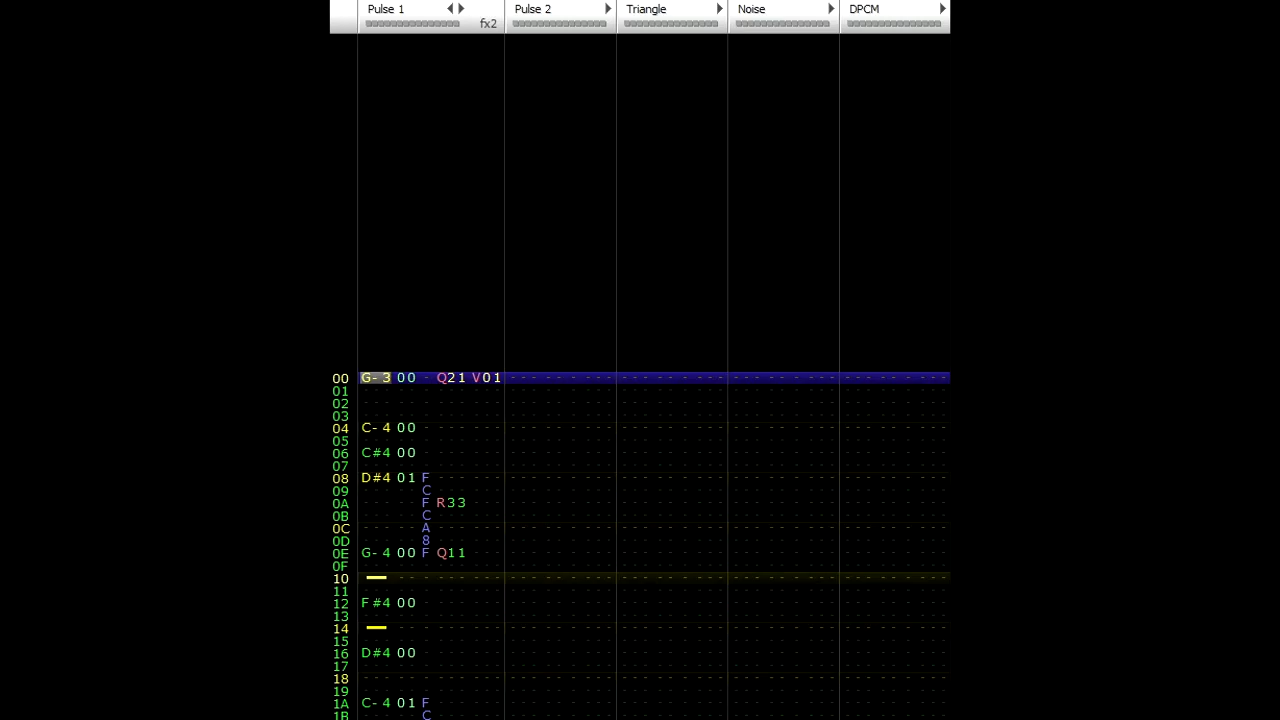 Pulse 1 Pulse 2 Triangle Noise DPCM
fx2
00 G-3 00 Q21 V01
01
02
03
04 C-4 00
05
06 C#4 00
07
08 D#4 01 F
09 C
0A F R33
0B C
0C A
0D 8
0E G-4 00 F Q11
0F
10
11
12 F#4 00
13
14
15
16 D#4 00
17
18
19
1A C-4 01 F
1B C